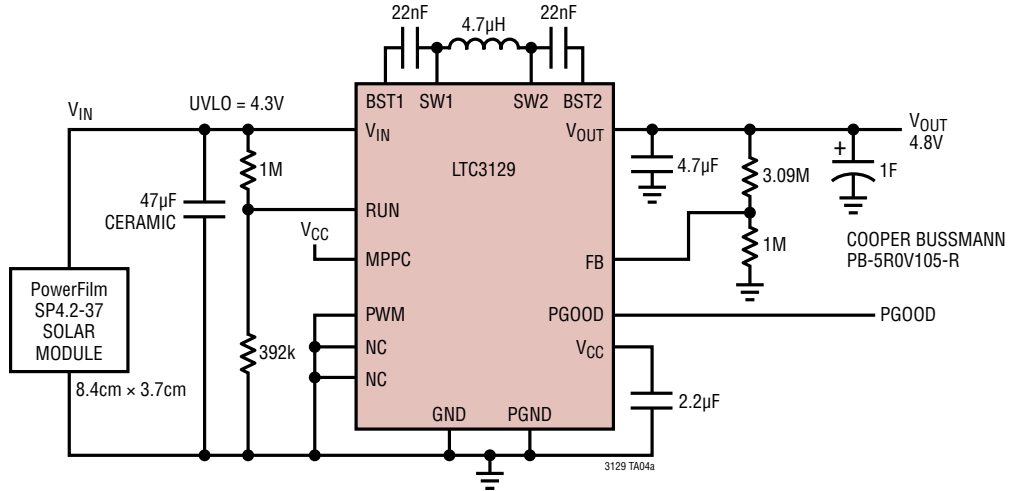 22nF
4.7µH
22nF
BST1
SW1
SW2
BST2
VIN
UVLO = 4.3V
VIN
VOUT
VOUT
4.8V
LTC3129
1M
4.7µF
3.09M
+
1F
47µF
CERAMIC
RUN
VCC
MPPC
FB
1M
COOPER BUSSMANN
PB-5R0V105-R
PowerFilm
SP4.2-37
SOLAR
MODULE
8.4cm × 3.7cm
PWM
PGOOD
PGOOD
NC
VCC
392k
NC
2.2µF
GND
PGND
3129 TA04a